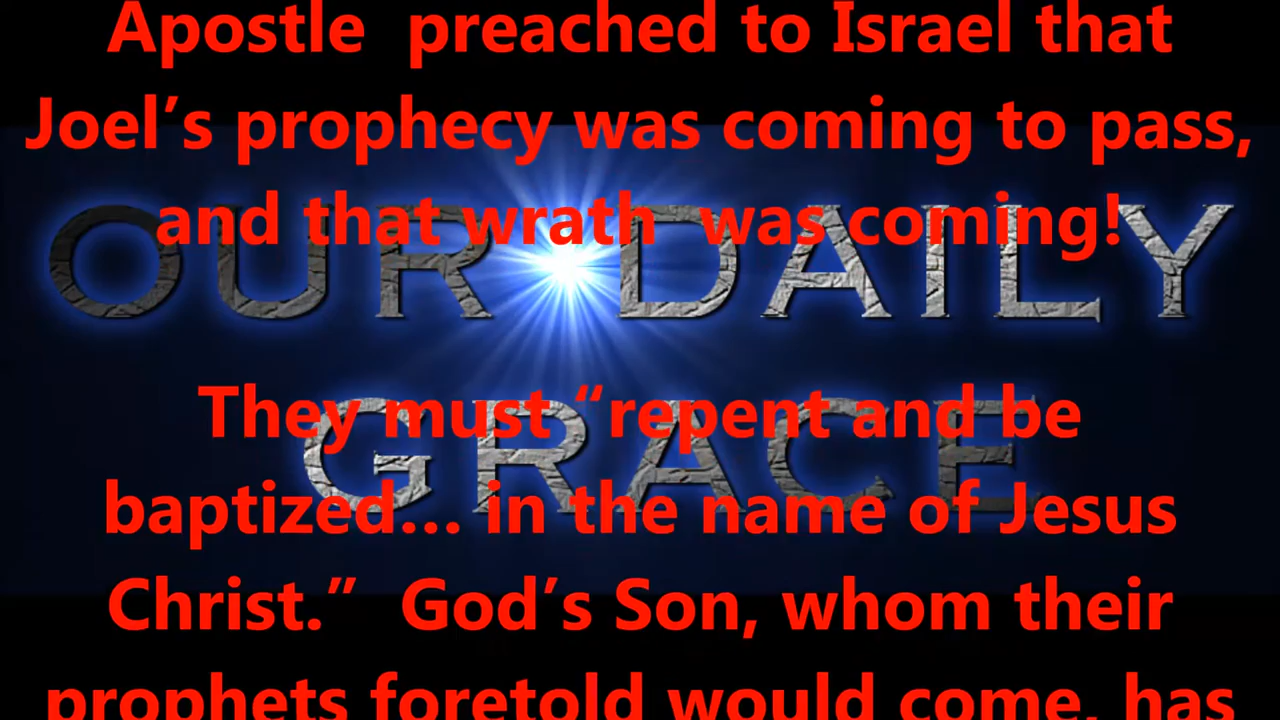 Apostle  preached to Israel that
Joel’s prophecy was coming to pass,
and that wrath  was coming!
OUR DAILY
They must “repent and be
GRACE
baptized… in the name of Jesus
Christ.”  God’s Son, whom their
prophets foretold would come, has